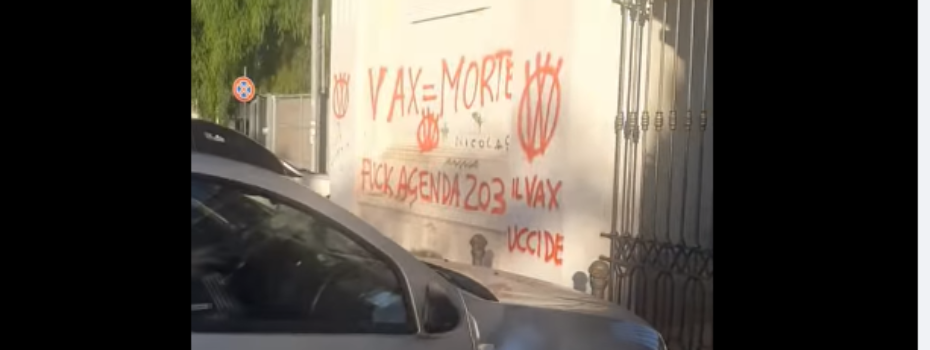 VAX=MORTE
NICOLAS
FUCK AGENDA 203
IL VAX
UCCIDE